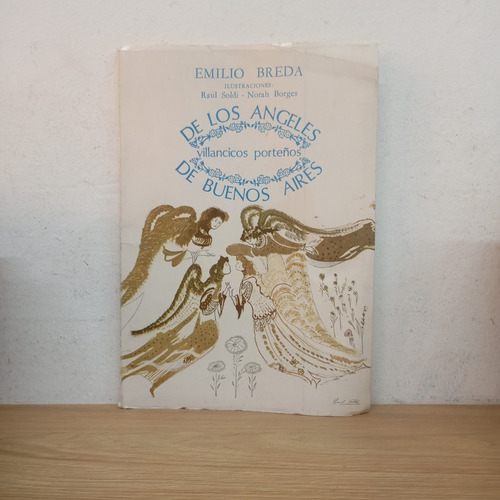 EMILIO BREDA
ILUSTRACIONES:
Raúl Soldi - Norah Borges
DE LOS ANGELES
villancicos porteños
DE BUENOS AIRES